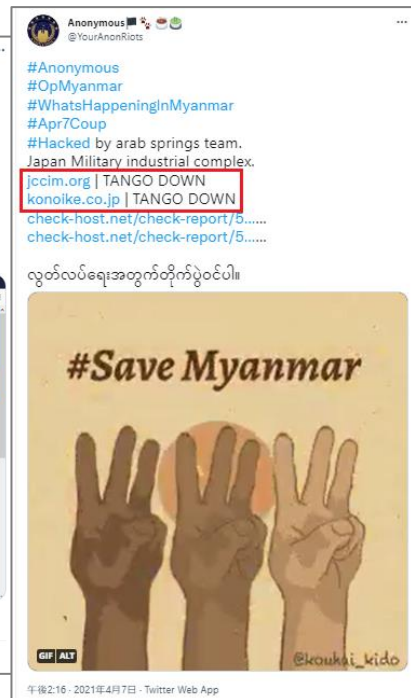 Anonymous
@YourAnonRiots
#Anonymous
#OpMyanmar
#WhatsHappeningInMyanmar
#Apr7Coup
#Hacked by arab springs team.
Japan Military industrial complex.
jccim.org | TANGO DOWN
konoike.co.jp | TANGO DOWN
check-host.net/check-report/5......
check-host.net/check-report/5......
လွတ်လပ်ရေးအတွက်တိုက်ပွဲဝင်ပါ။
#Save Myanmar
GIF ALT
@koukai_kido
午後2:16 · 2021年4月7日 · Twitter Web App